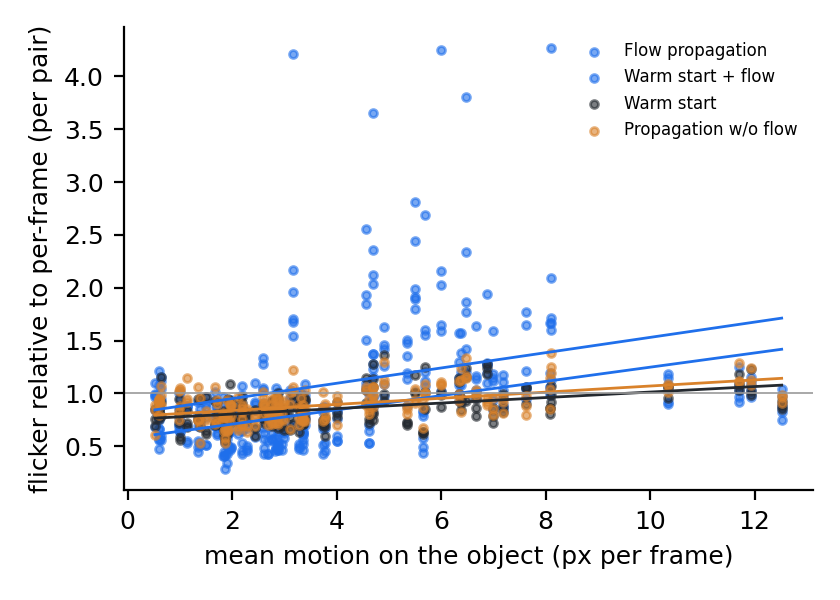 flicker relative to per-frame (per pair)
4.0
3.5
3.0
2.5
2.0
1.5
1.0
0.5
Flow propagation
Warm start + flow
Warm start
Propagation w/o flow
0 2 4 6 8 10 12
mean motion on the object (px per frame)